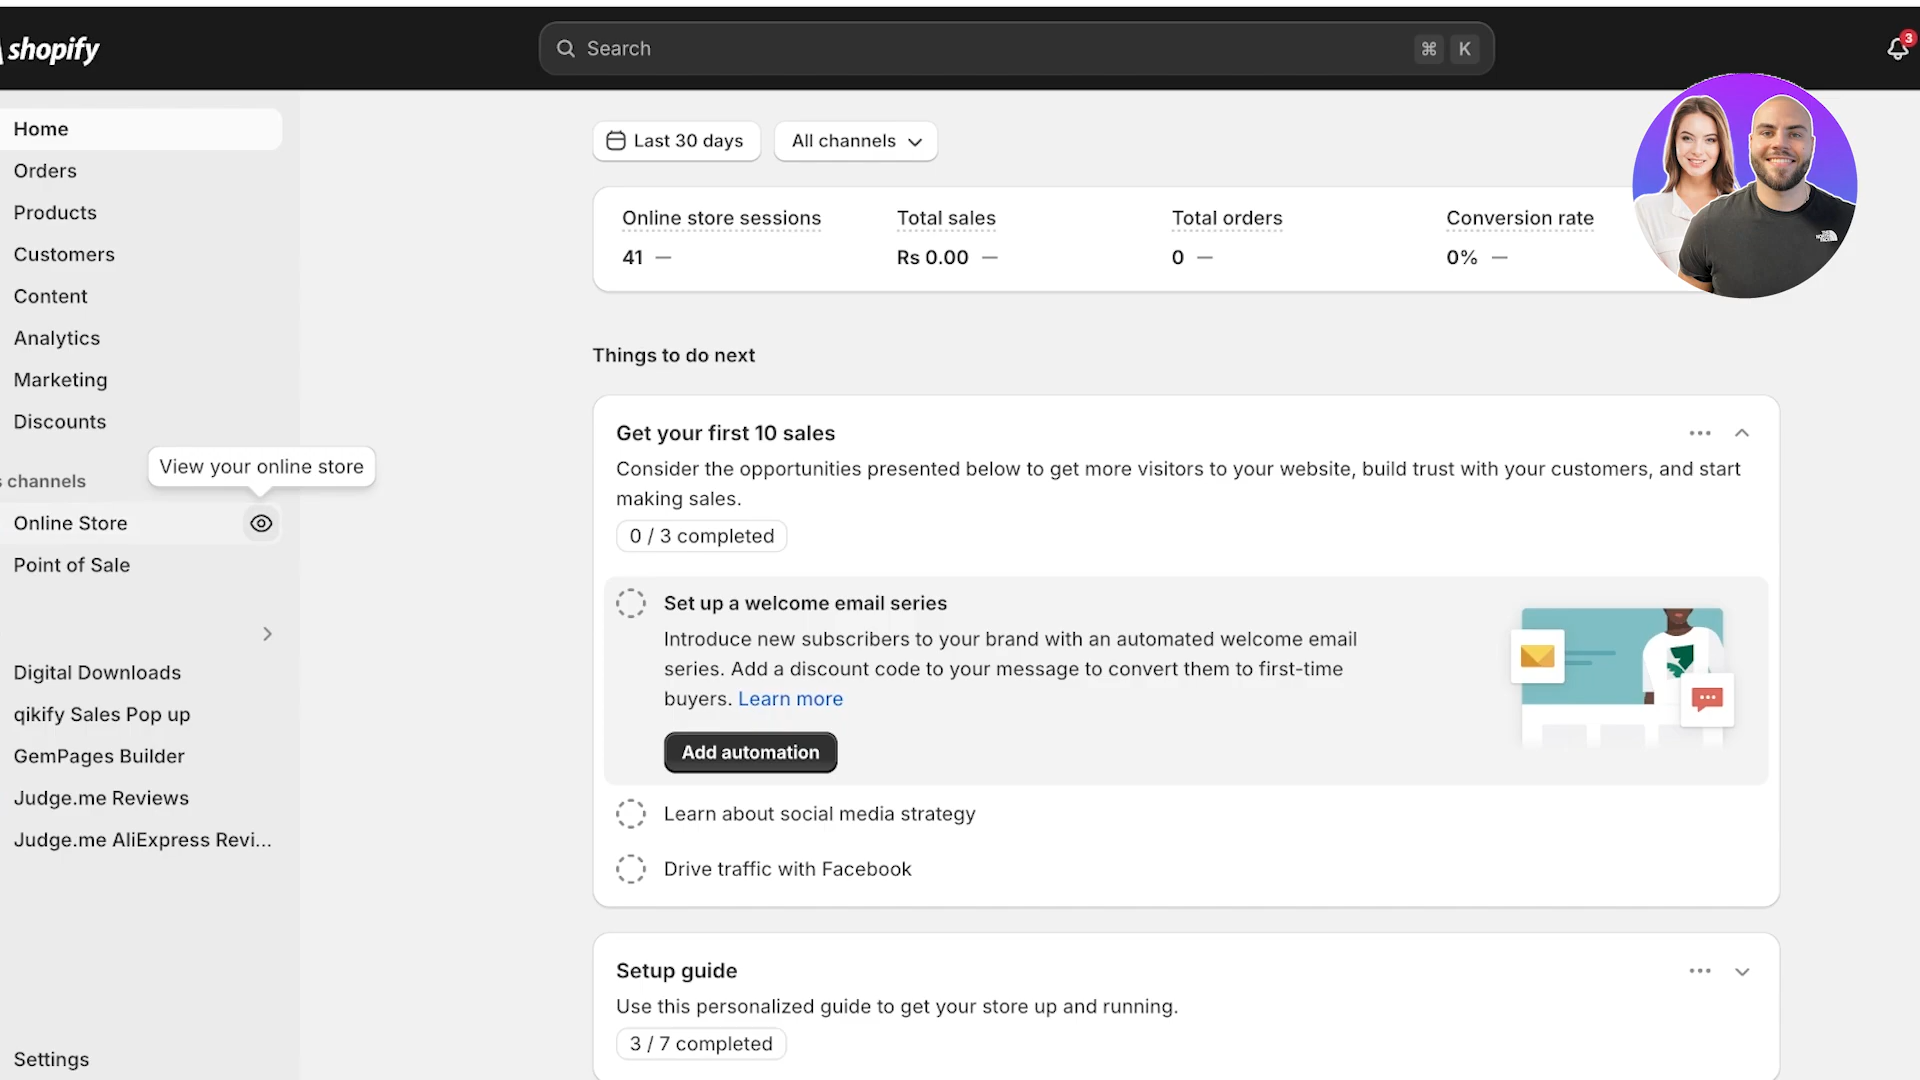 shopify
Search
⌘ K
3
Home
Orders
Products
Customers
Content
Analytics
Marketing
Discounts
View your online store
s channels
Online Store
Point of Sale
Digital Downloads
qikify Sales Pop up
GemPages Builder
Judge.me Reviews
Judge.me AliExpress Revi...
Settings
Last 30 days
All channels
Online store sessions
41 —
Total sales
Rs 0.00 —
Total orders
0 —
Conversion rate
0% —
Things to do next
Get your first 10 sales
Consider the opportunities presented below to get more visitors to your website, build trust with your customers, and start
making sales.
0 / 3 completed
Set up a welcome email series
Introduce new subscribers to your brand with an automated welcome email
series. Add a discount code to your message to convert them to first-time
buyers. Learn more
Add automation
Learn about social media strategy
Drive traffic with Facebook
Setup guide
Use this personalized guide to get your store up and running.
3 / 7 completed